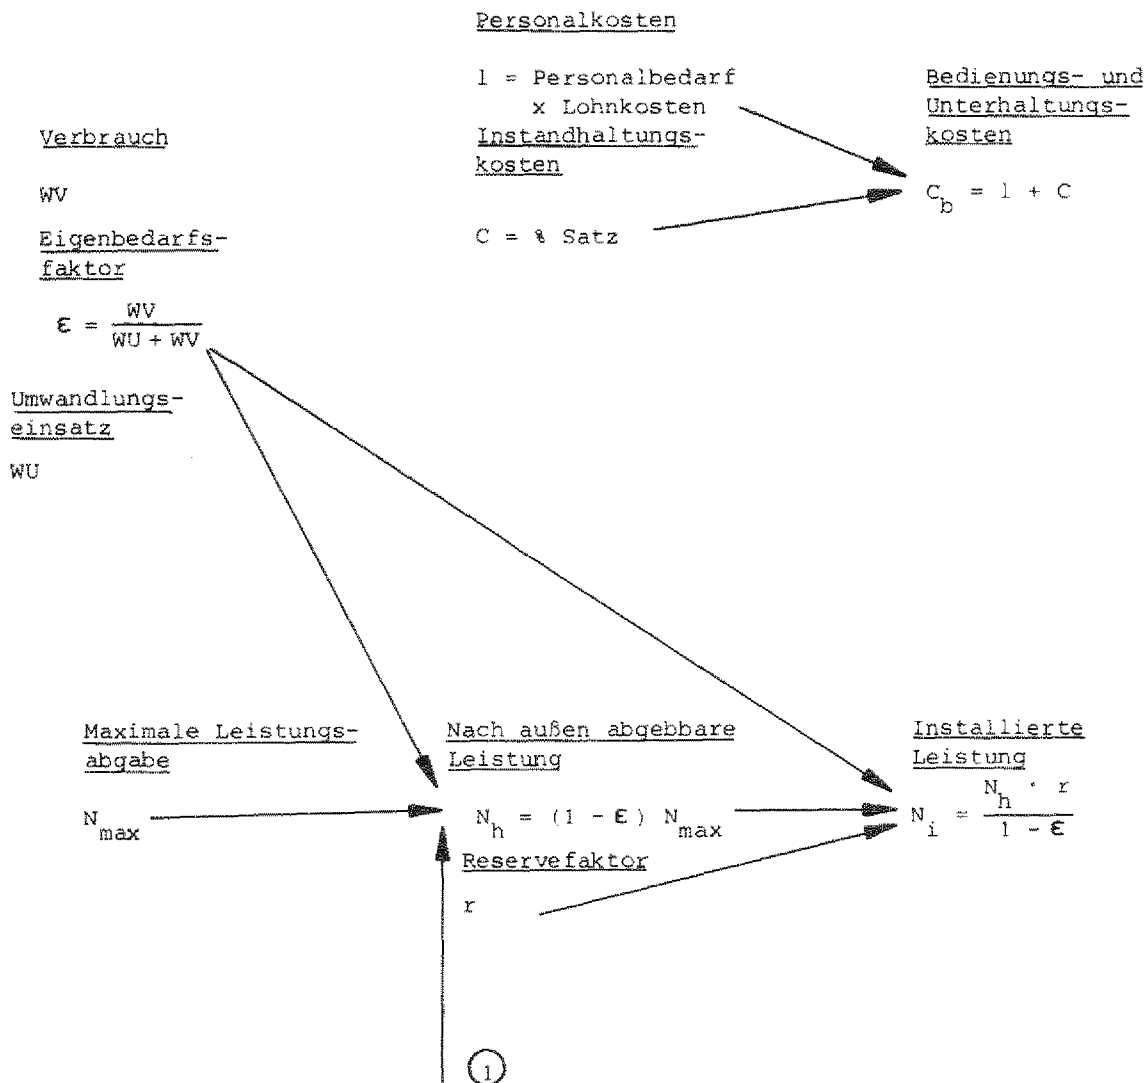 Personalkosten
l = Personalbedarf
x Lohnkosten
Instandhaltungs-
kosten
C = % Satz
Bedienungs- und
Unterhaltungs-
kosten
C_b = l + C
Verbrauch
WV
Eigenbedarfs-
faktor
ε = WV / WU + WV
Umwandlungs-
einsatz
WU
Maximale Leistungs-
abgabe
N_max
Nach außen abgebbare
Leistung
N_h = (1 - ε) N_max
Reservefaktor
r
Installierte
Leistung
N_i = N_h · r / 1 - ε
1